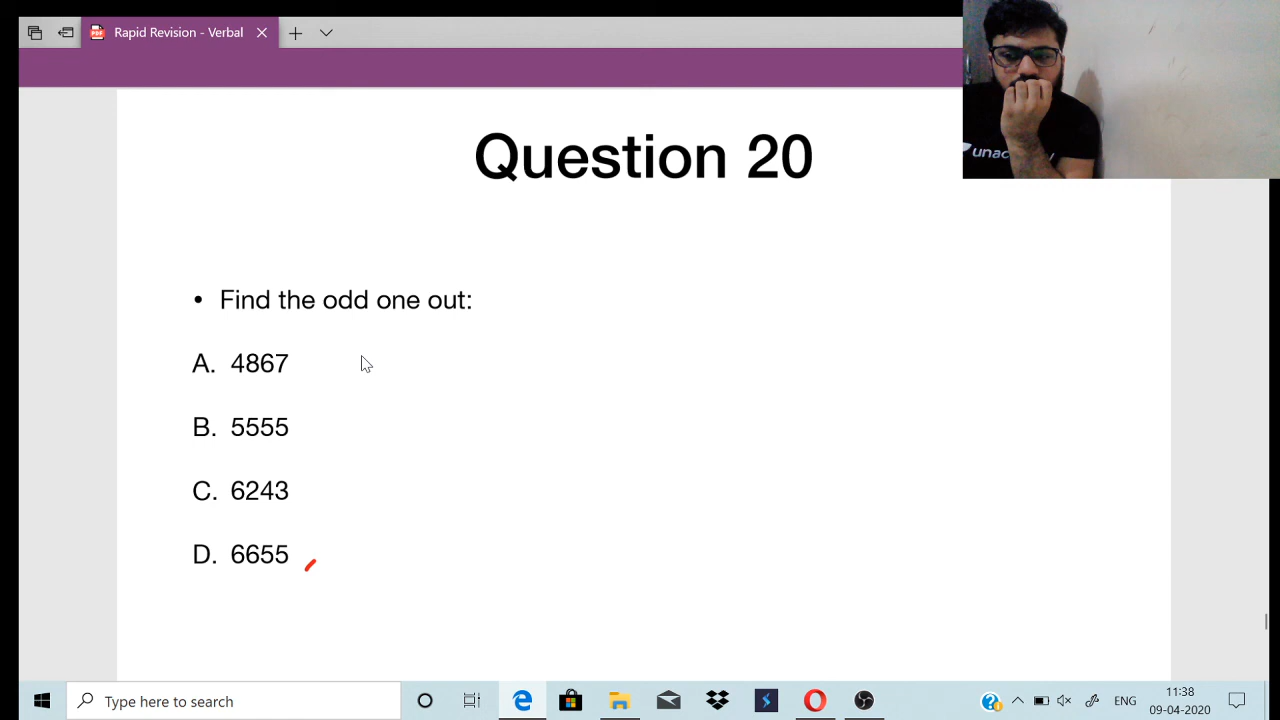 Rapid Revision - Verbal
Question 20
unac
• Find the odd one out:
A. 4867
B. 5555
C. 6243
D. 6655
Type here to search
ENG
11:38
09-04-2020